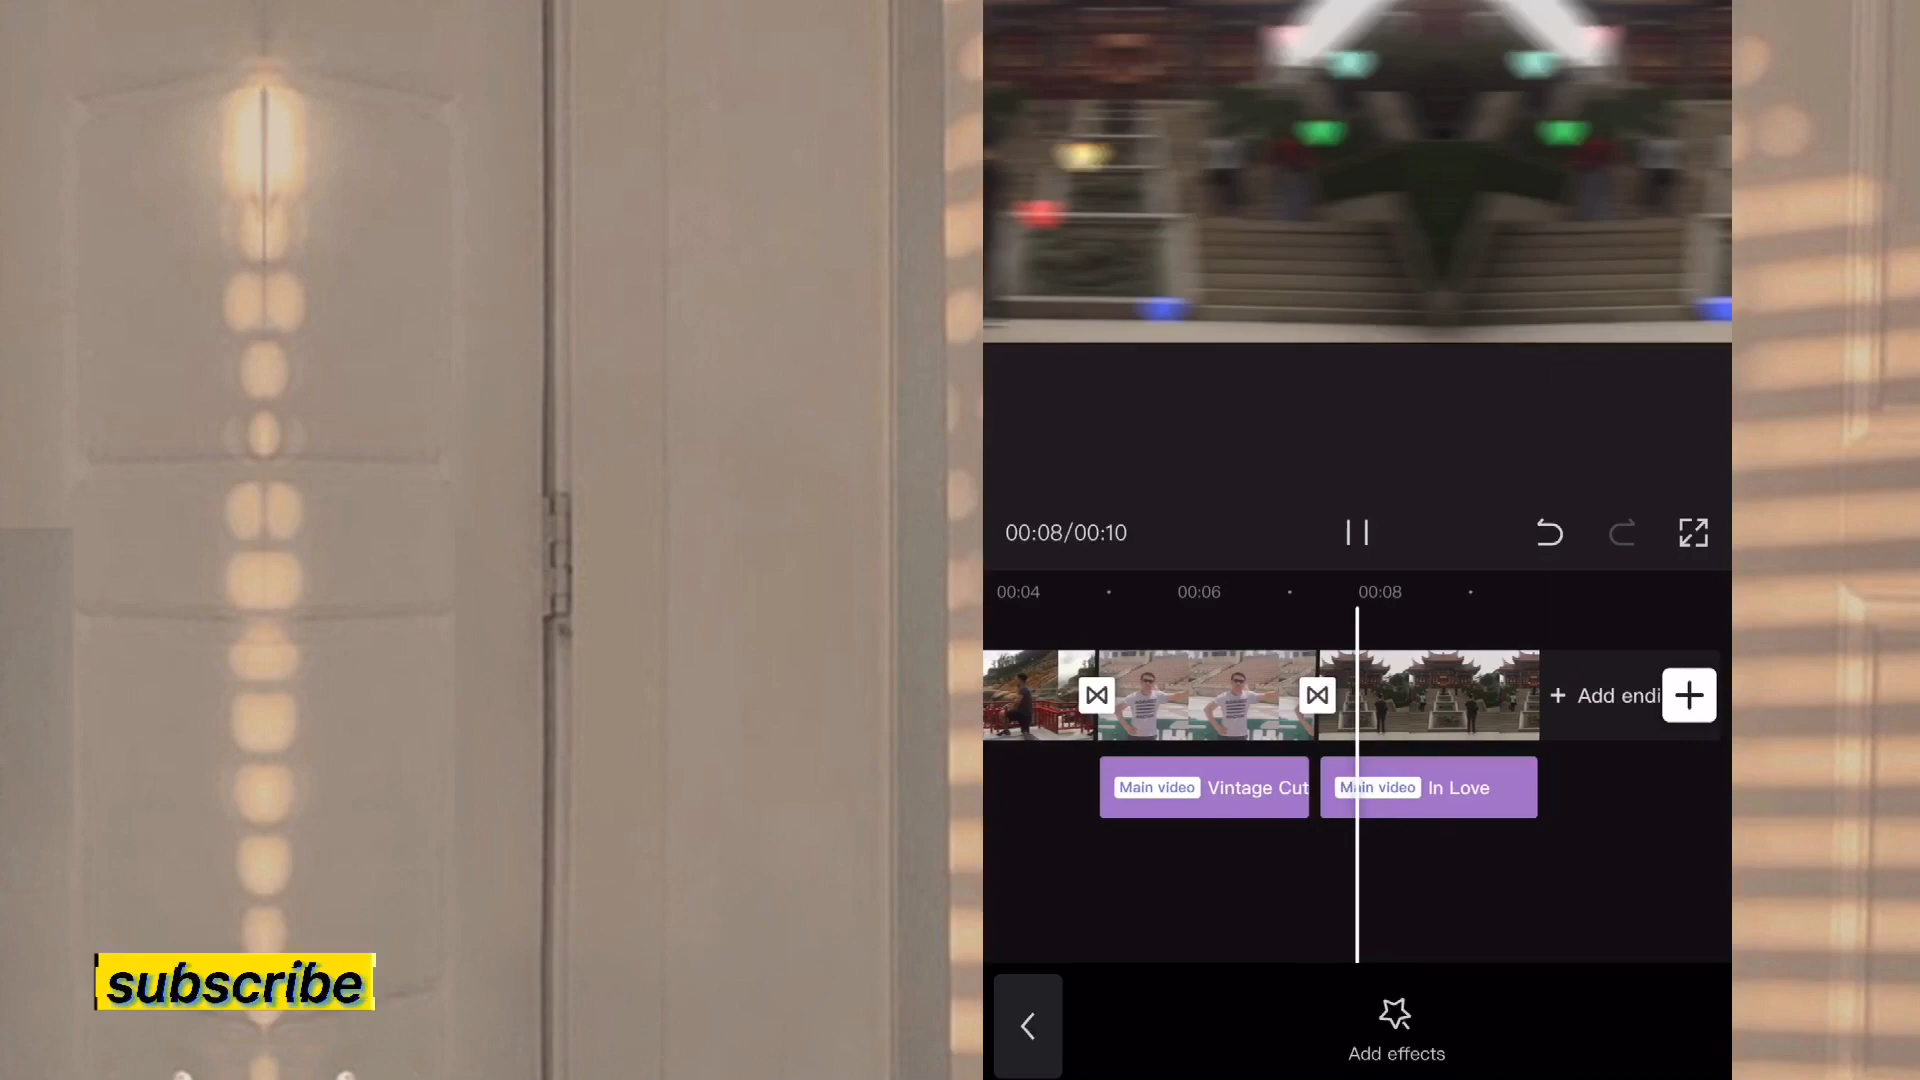 00:08/00:10
00:04
00:06
00:08
+ Add endi
Main video Vintage Cut
Main video In Love
subscribe
Add effects